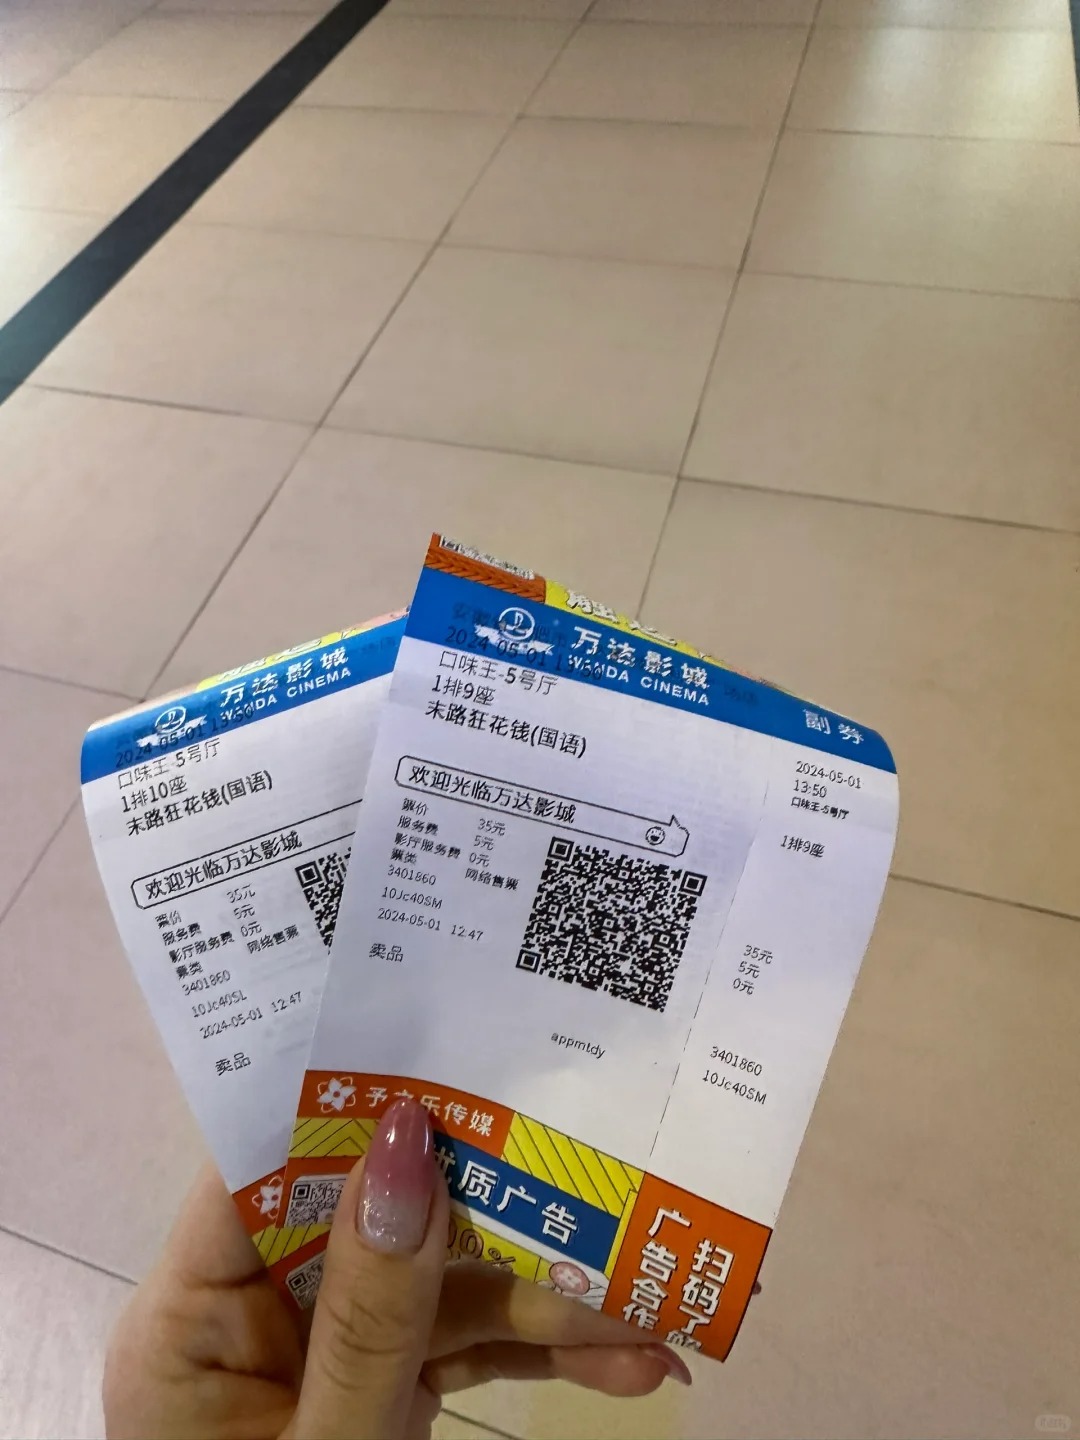 万达影城
WANDA CINEMA
2024-05-01 13:50
口味王-5号厅
1排10座
末路狂花钱(国语)
欢迎光临万达影城
票价 35元
服务费 5元
影厅服务费 0元
票类 网络售票
3401860
10Jc40SL
2024-05-01 12:47
卖品
万达影城
WANDA CINEMA
2024-05-01 13:50
口味王-5号厅
1排9座
末路狂花钱(国语)
欢迎光临万达影城
票价 35元
服务费 5元
影厅服务费 0元
票类 网络售票
3401860
10Jc40SM
2024-05-01 12:47
卖品
appmtdy
副券
2024-05-01
13:50
口味王-5号厅
1排9座
35元
5元
0元
3401860
10Jc40SM
乐传媒
优质广告
扫码了解
广告合作